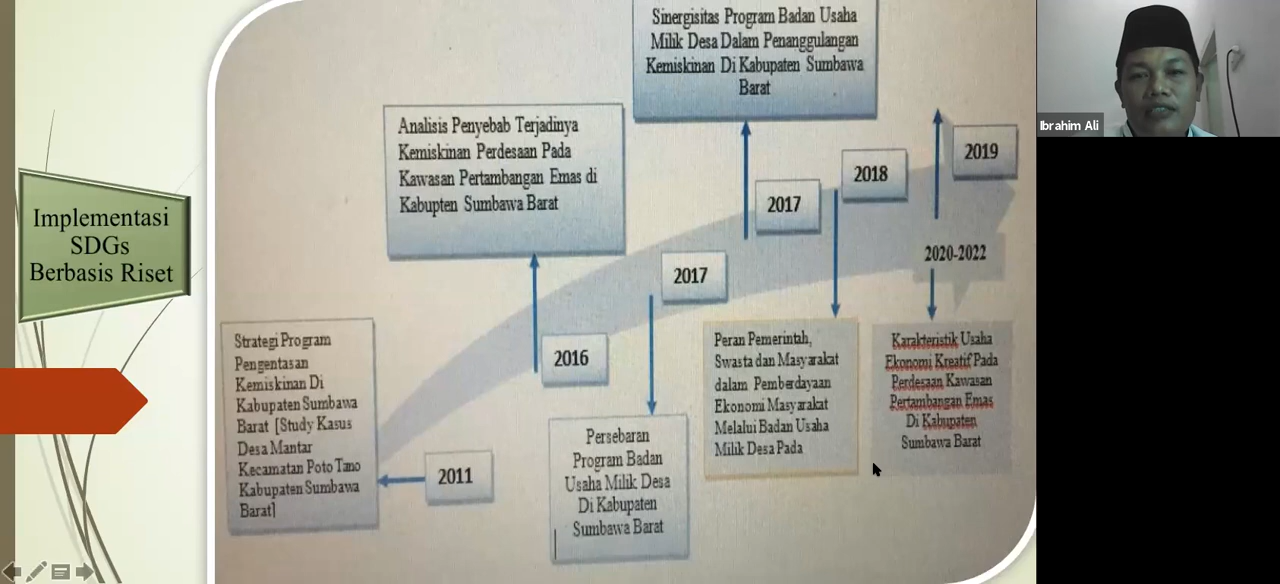 Implementasi
SDGs
Berbasis Riset
Strategi Program
Pengentasan
Kemiskinan Di
Kabupaten Sumbawa
Barat [Study Kasus
Desa Mantar
Kecamatan Poto Tano
Kabupaten Sumbawa
Barat]
2011
Analisis Penyebab Terjadinya
Kemiskinan Perdesaan Pada
Kawasan Pertambangan Emas di
Kabupten Sumbawa Barat
2016
2017
Persebaran
Program Badan
Usaha Milik Desa
Di Kabupaten
Sumbawa Barat
Sinergisitas Program Badan Usaha
Milik Desa Dalam Penanggulangan
Kemiskinan Di Kabupaten Sumbawa
Barat
2017
2018
Peran Pemerintah,
Swasta dan Masyarakat
dalam Pemberdayaan
Ekonomi Masyarakat
Melalui Badan Usaha
Milik Desa Pada
2019
2020-2022
Karakteristik Usaha
Ekonomi Kreatif Pada
Perdesaan Kawasan
Pertambangan Emas
Di Kabupaten
Sumbawa Barat
Ibrahim Ali